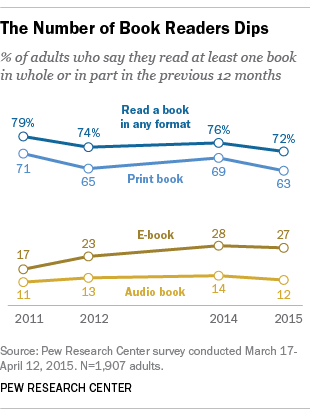 The Number of Book Readers Dips
% of adults who say they read at least one book
in whole or in part in the previous 12 months
Read a book
in any format
79% 74% 76% 72%
71 65 69 63
Print book
E-book
17 23 28 27
11 13 14 12
Audio book
2011 2012 2014 2015
Source: Pew Research Center survey conducted March 17-
April 12, 2015. N=1,907 adults.
PEW RESEARCH CENTER